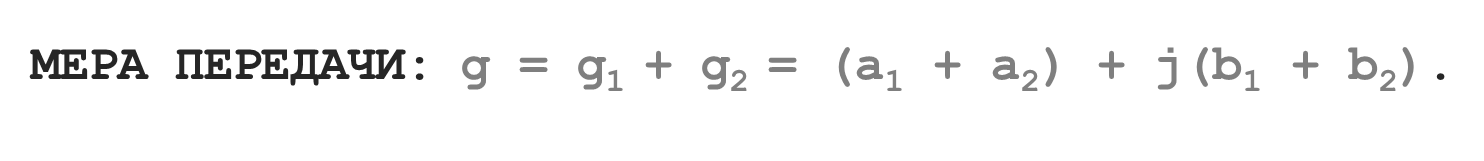 МЕРА ПЕРЕДАЧИ: g = g₁ + g₂ = (a₁ + a₂) + j(b₁ + b₂).